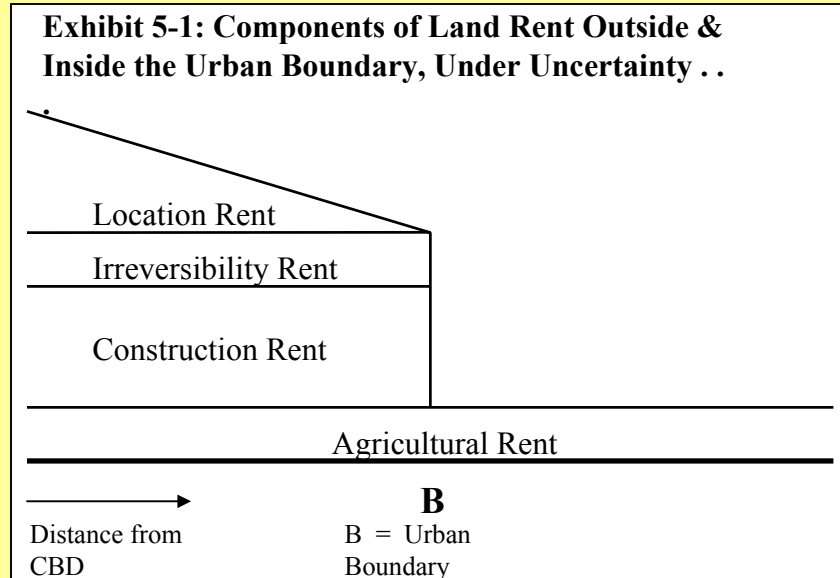 Exhibit 5-1: Components of Land Rent Outside &
Inside the Urban Boundary, Under Uncertainty . .
.
Location Rent
Irreversibility Rent
Construction Rent
Agricultural Rent
B
Distance from
CBD
B = Urban
Boundary